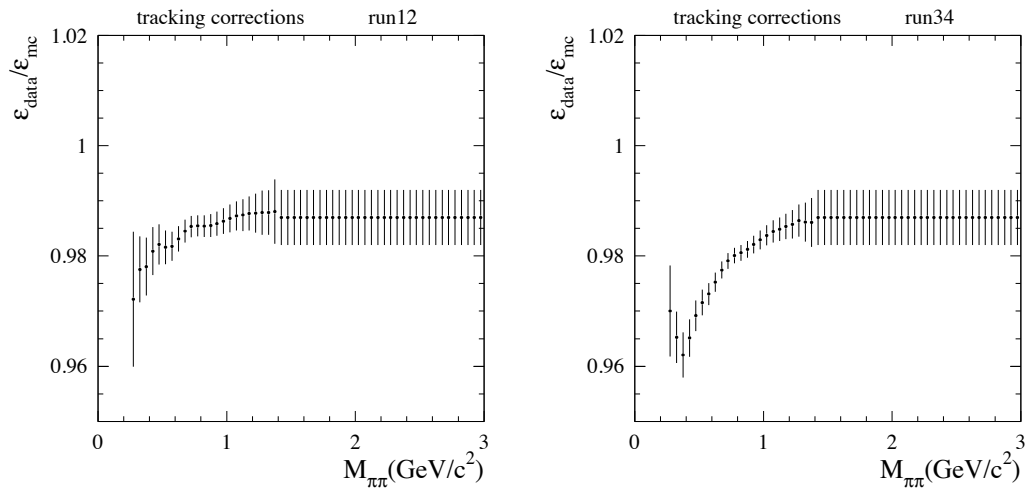 tracking corrections run12
ε_data/ε_mc
1.02
1
0.98
0.96
0 1 2 3
M_ππ(GeV/c²)
tracking corrections run34
ε_data/ε_mc
1.02
1
0.98
0.96
0 1 2 3
M_ππ(GeV/c²)